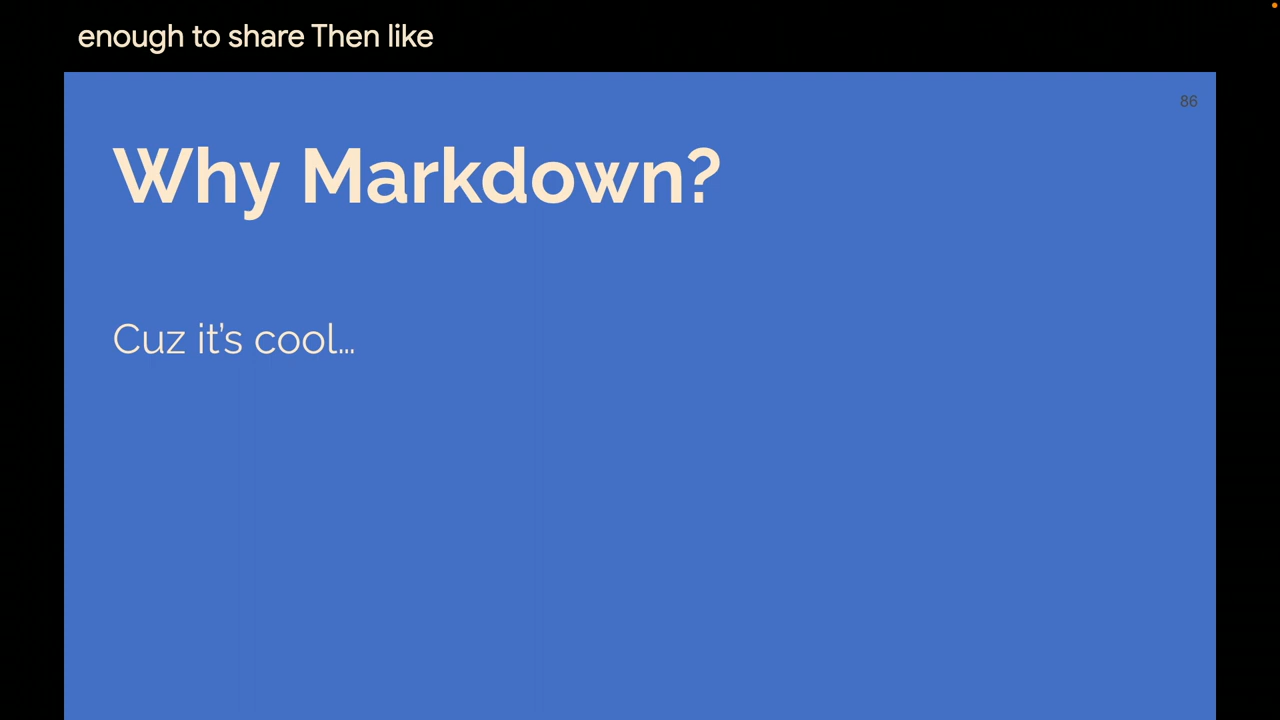 enough to share Then like
86
Why Markdown?
Cuz it’s cool…